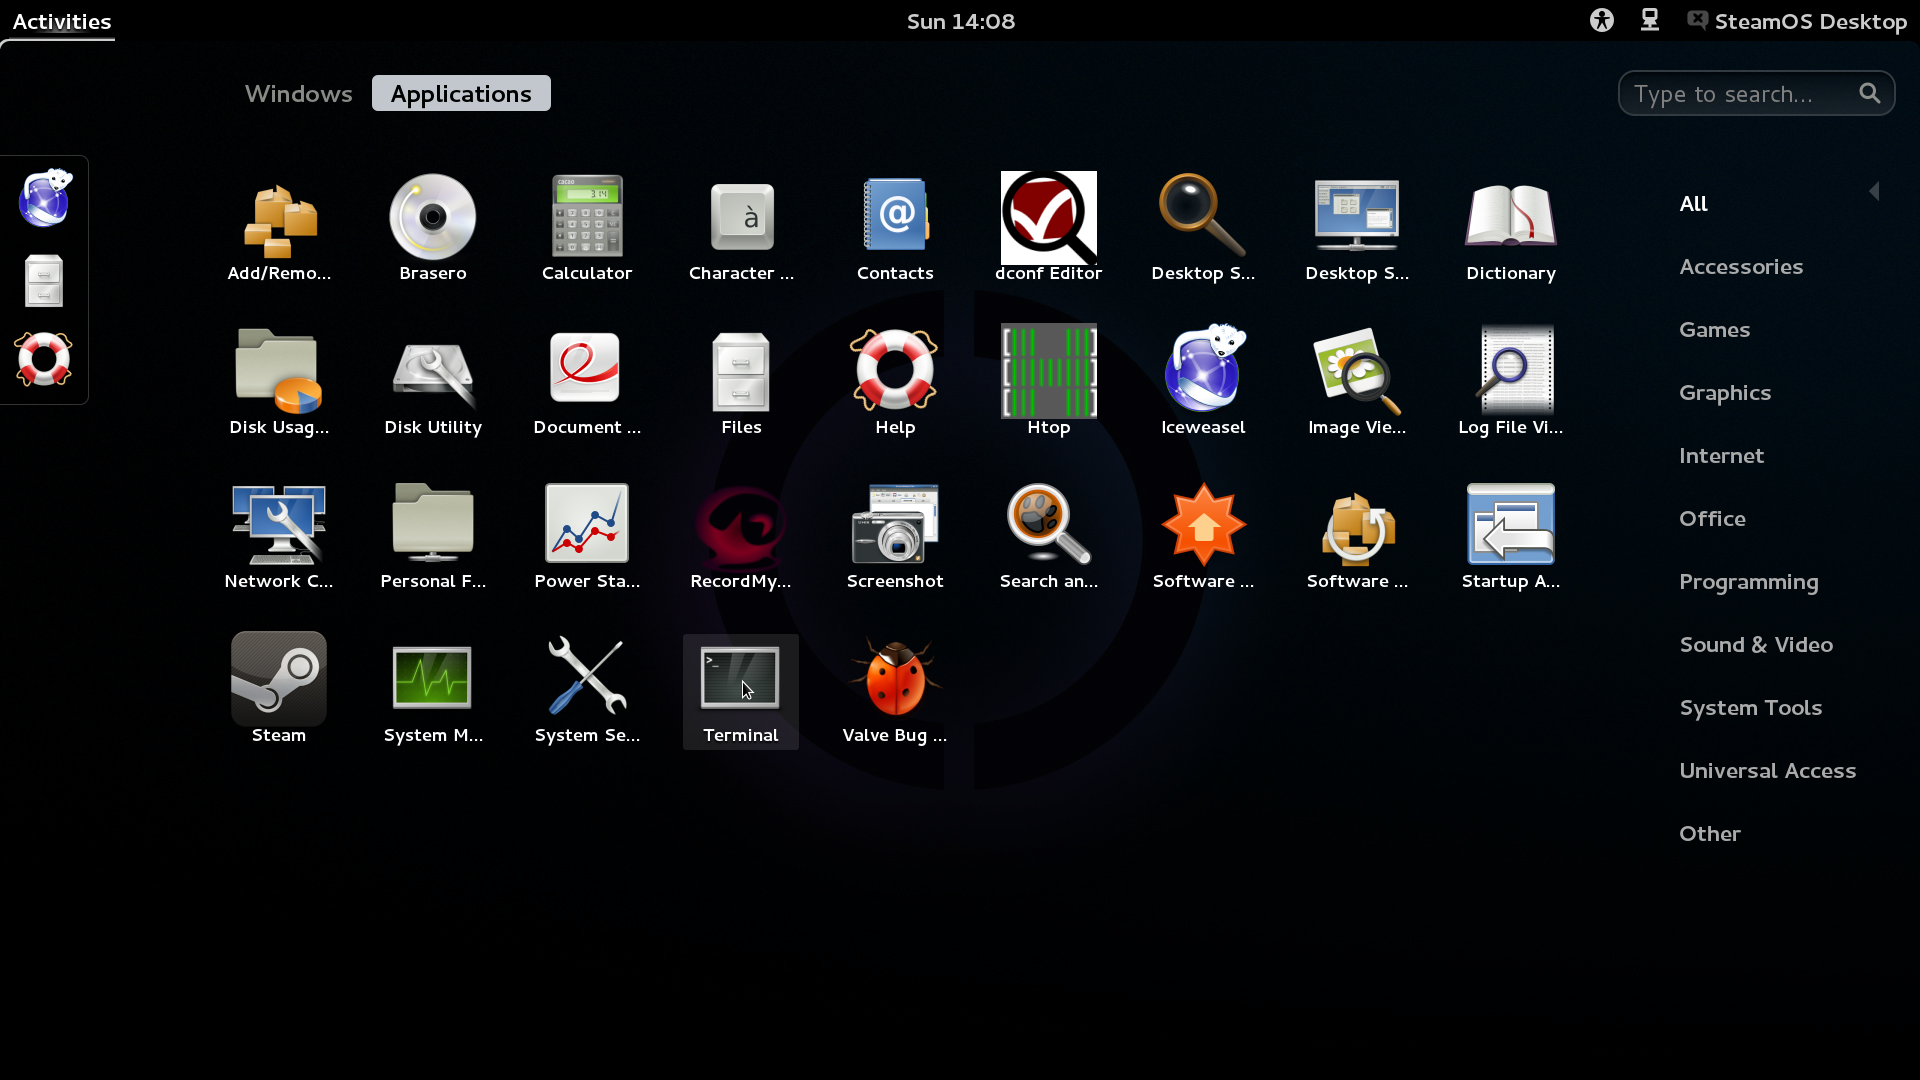 Activities
Sun 14:08
SteamOS Desktop
Windows
Applications
Type to search...
Add/Remo...
Brasero
Calculator
Character ...
Contacts
dconf Editor
Desktop S...
Desktop S...
Dictionary
Disk Usag...
Disk Utility
Document ...
Files
Help
Htop
Iceweasel
Image Vie...
Log File Vi...
Network C...
Personal F...
Power Sta...
RecordMy...
Screenshot
Search an...
Software ...
Software ...
Startup A...
Steam
System M...
System Se...
Terminal
Valve Bug ...
All
Accessories
Games
Graphics
Internet
Office
Programming
Sound & Video
System Tools
Universal Access
Other